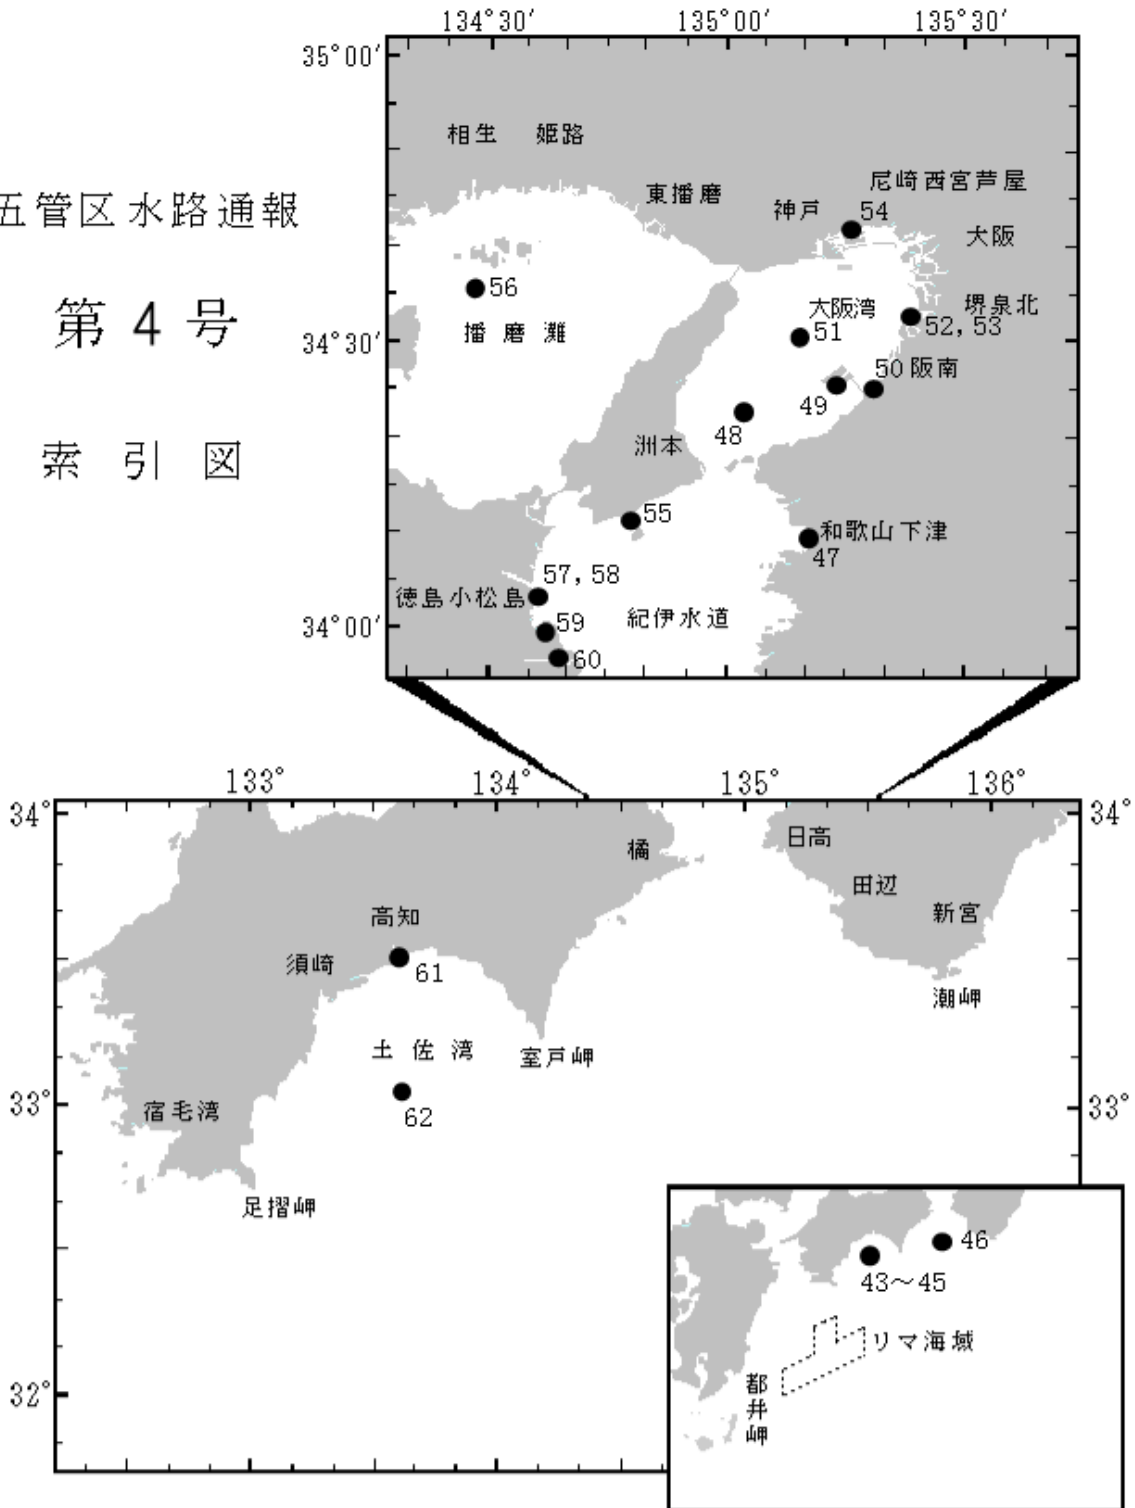 134°30′ 135°00′ 135°30′
35°00′
相生 姫路
尼崎西宮芦屋
東播磨
神戸
54
大阪
五管区水路通報
56
大阪湾
堺泉北
第 4 号
播磨灘
51
52, 53
34°30′
50 阪南
49
48
索引図
洲本
55
和歌山下津
47
57, 58
徳島小松島
59
紀伊水道
34°00′
60
133° 134° 135° 136°
34° 34°
橘
日高
田辺
高知
新宮
須崎
61
潮岬
土佐湾
室戸岬
33° 33°
宿毛湾
62
足摺岬
46
43～45
リマ海域
都井岬
32°